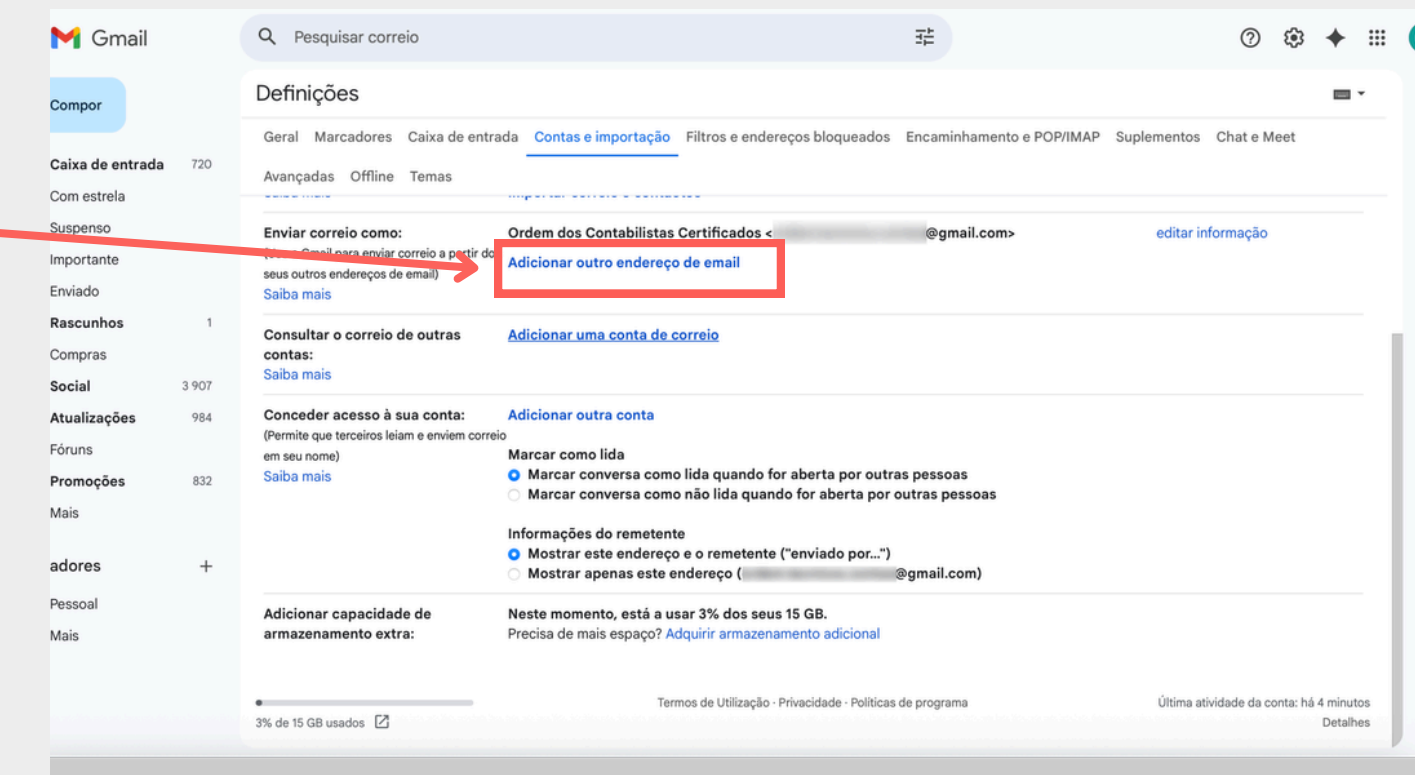 Gmail
Pesquisar correio
Compor
Definições
Geral Marcadores Caixa de entrada Contas e importação Filtros e endereços bloqueados Encaminhamento e POP/IMAP Suplementos Chat e Meet
Avançadas Offline Temas
Caixa de entrada 720
Com estrela
Suspenso
Importante
Enviado
Rascunhos 1
Compras
Social 3 907
Atualizações 984
Fóruns
Promoções 832
Mais
adores +
Pessoal
Mais
Enviar correio como:
Gmail para enviar correio a partir do
seus outros endereços de email)
Saiba mais
Ordem dos Contabilistas Certificados < @gmail.com>
editar informação
Adicionar outro endereço de email
Consultar o correio de outras
contas:
Saiba mais
Adicionar uma conta de correio
Conceder acesso à sua conta:
(Permite que terceiros leiam e enviem correio
em seu nome)
Saiba mais
Adicionar outra conta
Marcar como lida
Marcar conversa como lida quando for aberta por outras pessoas
Marcar conversa como não lida quando for aberta por outras pessoas
Informações do remetente
Mostrar este endereço e o remetente ("enviado por...")
Mostrar apenas este endereço ( @gmail.com)
Adicionar capacidade de
armazenamento extra:
Neste momento, está a usar 3% dos seus 15 GB.
Precisa de mais espaço? Adquirir armazenamento adicional
3% de 15 GB usados
Termos de Utilização · Privacidade · Políticas de programa
Última atividade da conta: há 4 minutos
Detalhes